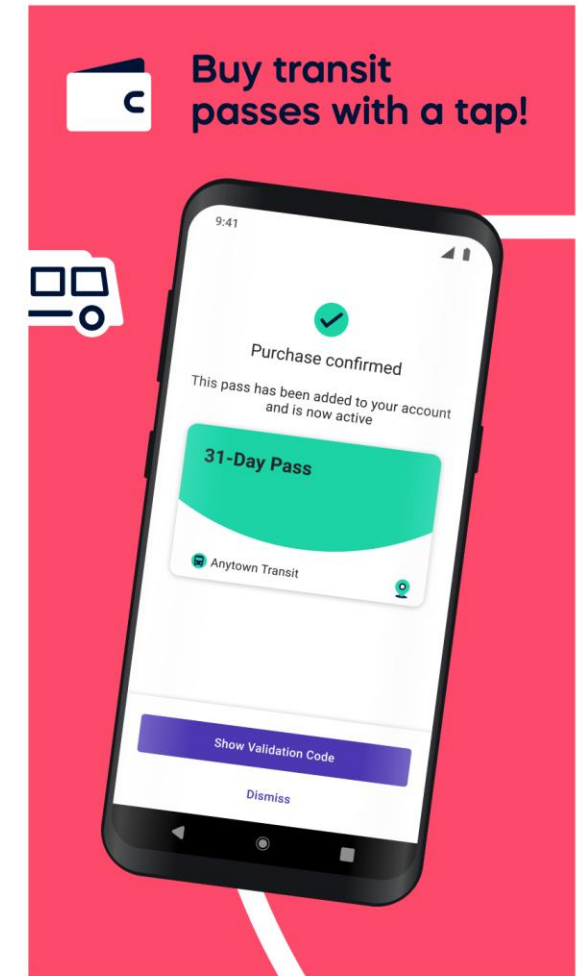 Buy transit
passes with a tap!
9:41
Purchase confirmed
This pass has been added to your account
and is now active
31-Day Pass
Anytown Transit
Show Validation Code
Dismiss